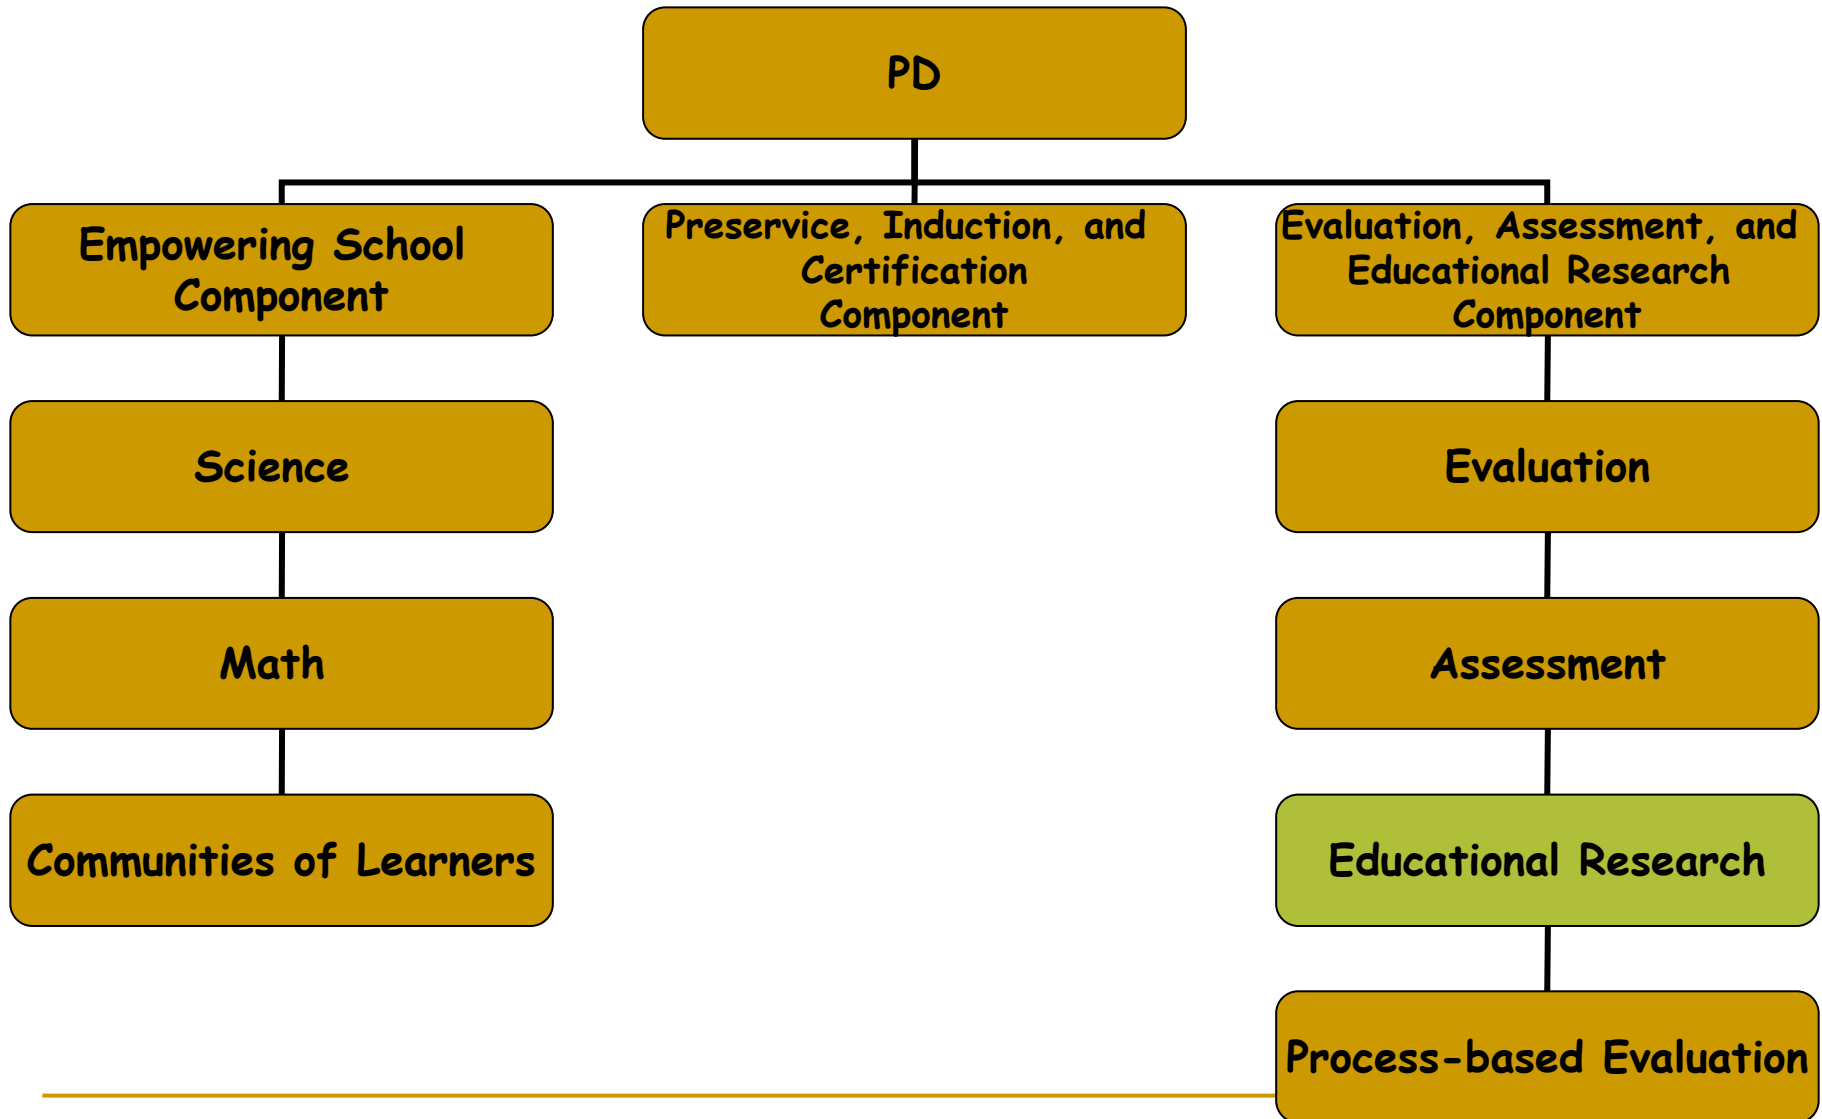 PD
Empowering School
Component
Preservice, Induction, and
Certification
Component
Evaluation, Assessment, and
Educational Research
Component
Science
Evaluation
Math
Assessment
Communities of Learners
Educational Research
Process-based Evaluation